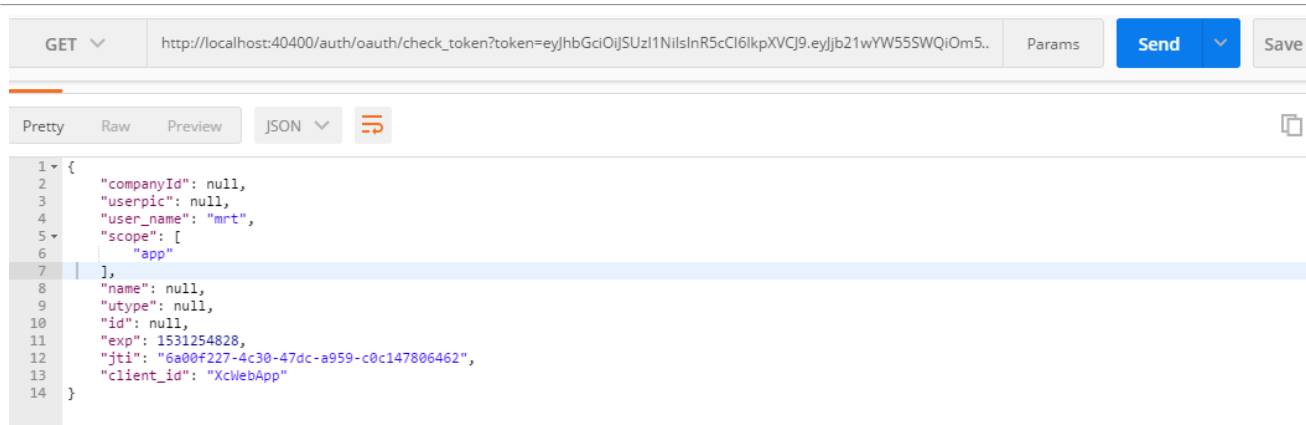 GET http://localhost:40400/auth/oauth/check_token?token=eyJhbGciOiJSUzI1NiIsInR5cCI6IkpXVCJ9.eyJjb21wYW55SWQiOm5.. Params Send Save
Pretty Raw Preview JSON
1 {
2 "companyId": null,
3 "userpic": null,
4 "user_name": "mrt",
5 "scope": [
6 "app"
7 ],
8 "name": null,
9 "utype": null,
10 "id": null,
11 "exp": 1531254828,
12 "jti": "6a00f227-4c30-47dc-a959-c0c147806462",
13 "client_id": "XcWebApp"
14 }